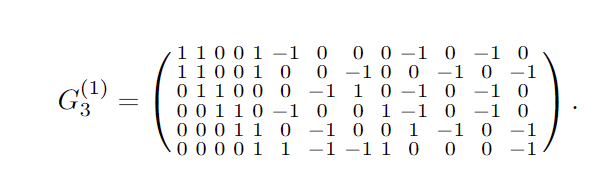 1 1 0 0 1 −1 0 0 0 −1 0 −1 0
1 1 0 0 1 0 0 −1 0 0 −1 0 −1
0 1 1 0 0 0 −1 1 0 −1 0 −1 0
G₃⁽¹⁾ = ( 0 0 1 1 0 −1 0 0 1 −1 0 −1 0 ) .
0 0 0 1 1 0 −1 0 0 1 −1 0 −1
0 0 0 0 1 1 −1 −1 1 0 0 0 −1